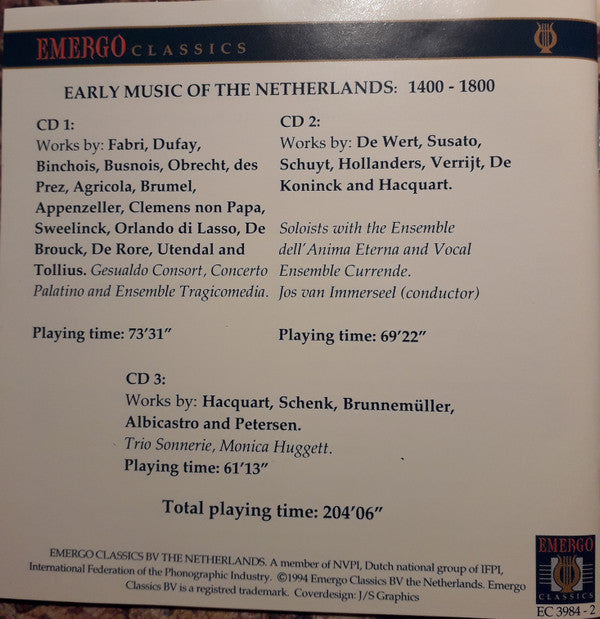 EMERGO CLASSICS
EARLY MUSIC OF THE NETHERLANDS: 1400 - 1800
CD 1:
Works by: Fabri, Dufay,
Binchois, Busnois, Obrecht, des
Prez, Agricola, Brumel,
Appenzeller, Clemens non Papa,
Sweelinck, Orlando di Lasso, De
Brouck, De Rore, Utendal and
Tollius. Gesualdo Consort, Concerto
Palatino and Ensemble Tragicomedia.
Playing time: 73'31"
CD 2:
Works by: De Wert, Susato,
Schuyt, Hollanders, Verrijt, De
Koninck and Hacquart.
Soloists with the Ensemble
dell'Anima Eterna and Vocal
Ensemble Currende.
Jos van Immerseel (conductor)
Playing time: 69'22"
CD 3:
Works by: Hacquart, Schenk, Brunnemüller,
Albicastro and Petersen.
Trio Sonnerie, Monica Huggett.
Playing time: 61'13"
Total playing time: 204'06"
EMERGO CLASSICS BV THE NETHERLANDS. A member of NVPI, Dutch national group of IFPI,
International Federation of the Phonographic Industry. ©1994 Emergo Classics BV the Netherlands. Emergo
Classics BV is a registred trademark. Coverdesign: J/S Graphics
EMERGO
CLASSICS
EC 3984 - 2